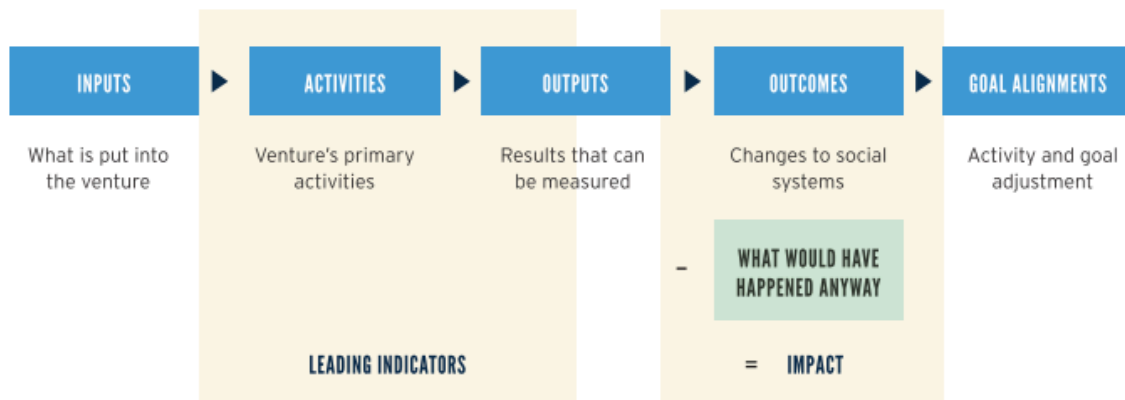 INPUTS
ACTIVITIES
OUTPUTS
OUTCOMES
GOAL ALIGNMENTS
What is put into
the venture
Venture's primary
activities
Results that can
be measured
Changes to social
systems
Activity and goal
adjustment
–
WHAT WOULD HAVE
HAPPENED ANYWAY
LEADING INDICATORS
= IMPACT